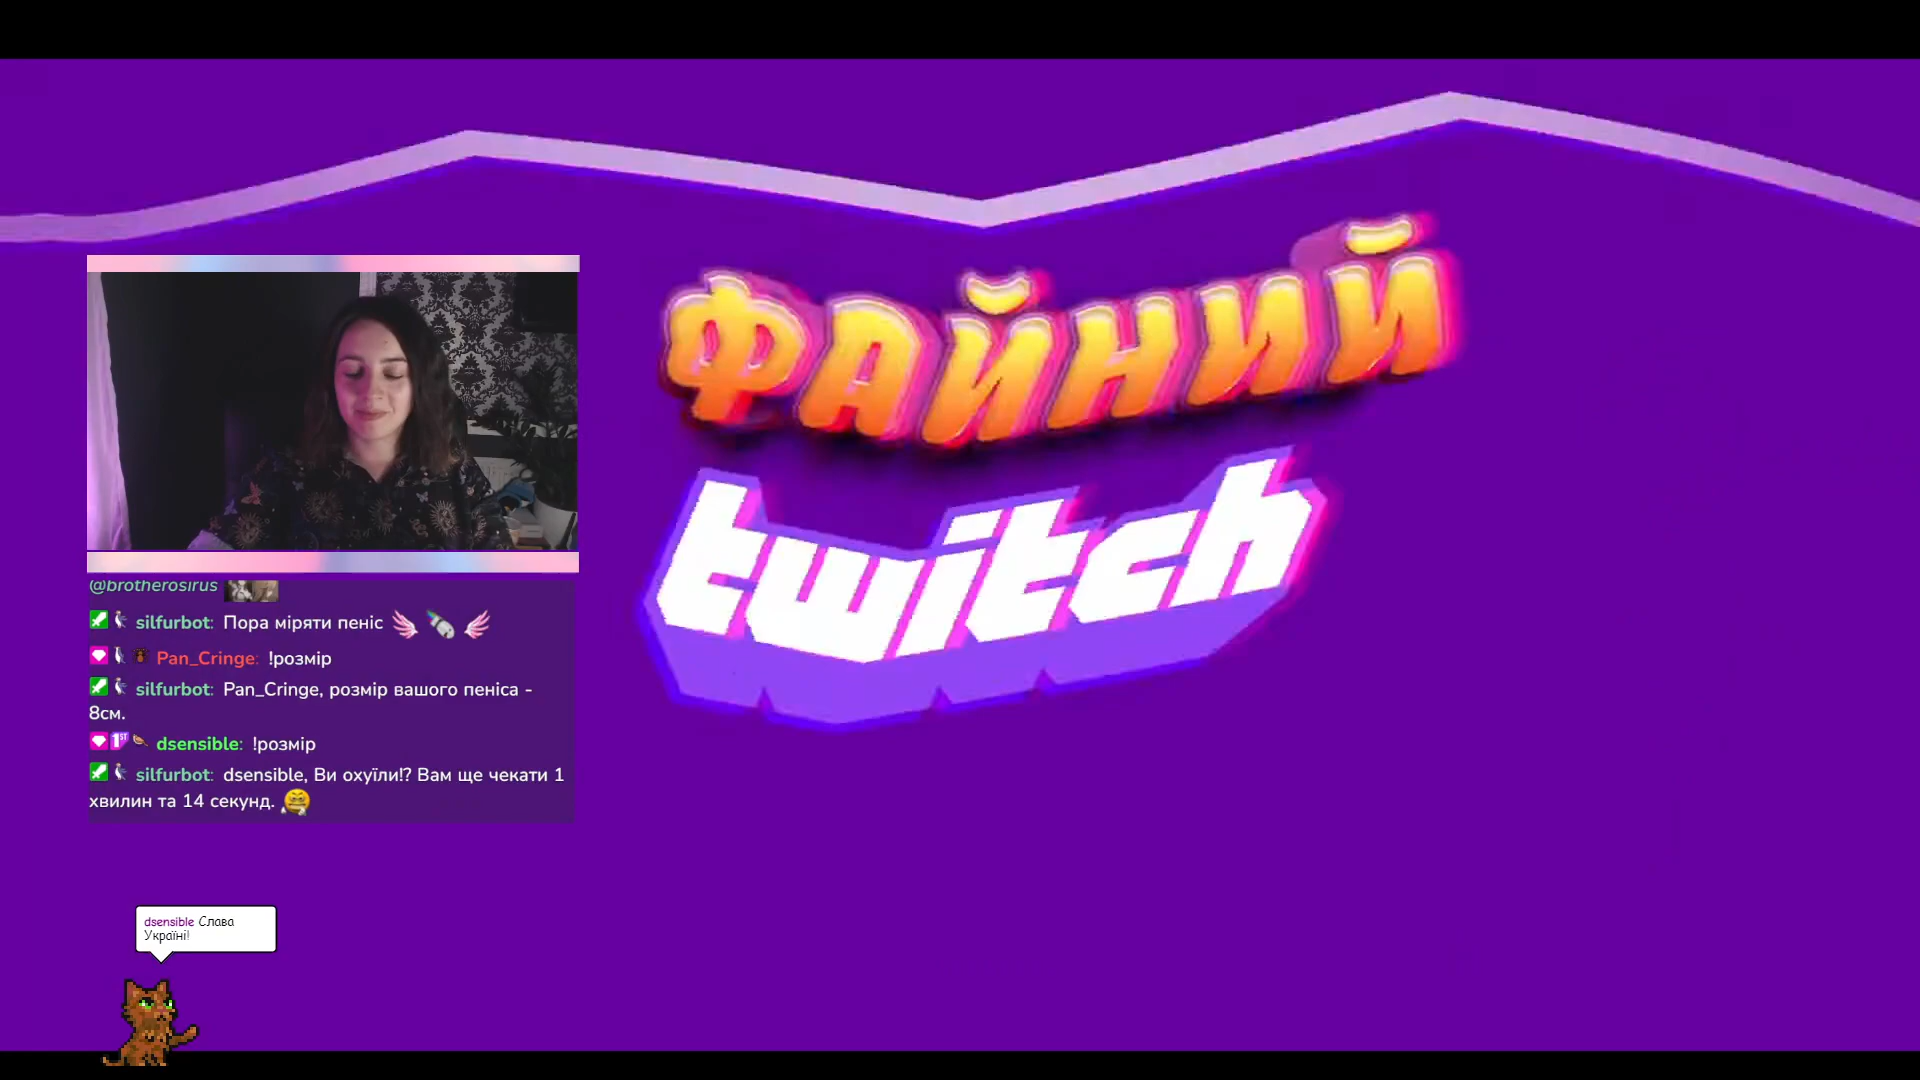 ФАЙНИЙ
twitch
@brotherosirus
silfurbot: Пора міряти пеніс
Pan_Cringe: !розмір
silfurbot: Pan_Cringe, розмір вашого пеніса -
8см.
1ST dsensible: !розмір
silfurbot: dsensible, Ви охуїли!? Вам ще чекати 1
хвилин та 14 секунд.
dsensible Слава
Україні!